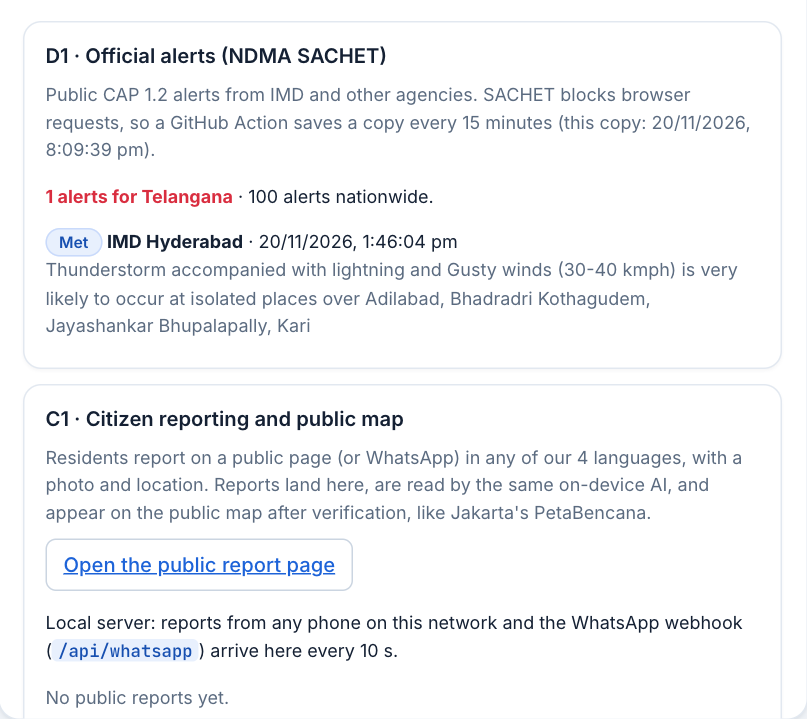 D1 · Official alerts (NDMA SACHET)
Public CAP 1.2 alerts from IMD and other agencies. SACHET blocks browser
requests, so a GitHub Action saves a copy every 15 minutes (this copy: 20/11/2026,
8:09:39 pm).
1 alerts for Telangana · 100 alerts nationwide.
Met IMD Hyderabad · 20/11/2026, 1:46:04 pm
Thunderstorm accompanied with lightning and Gusty winds (30-40 kmph) is very
likely to occur at isolated places over Adilabad, Bhadradri Kothagudem,
Jayashankar Bhupalapally, Kari
C1 · Citizen reporting and public map
Residents report on a public page (or WhatsApp) in any of our 4 languages, with a
photo and location. Reports land here, are read by the same on-device AI, and
appear on the public map after verification, like Jakarta's PetaBencana.
Open the public report page
Local server: reports from any phone on this network and the WhatsApp webhook
(/api/whatsapp) arrive here every 10 s.
No public reports yet.